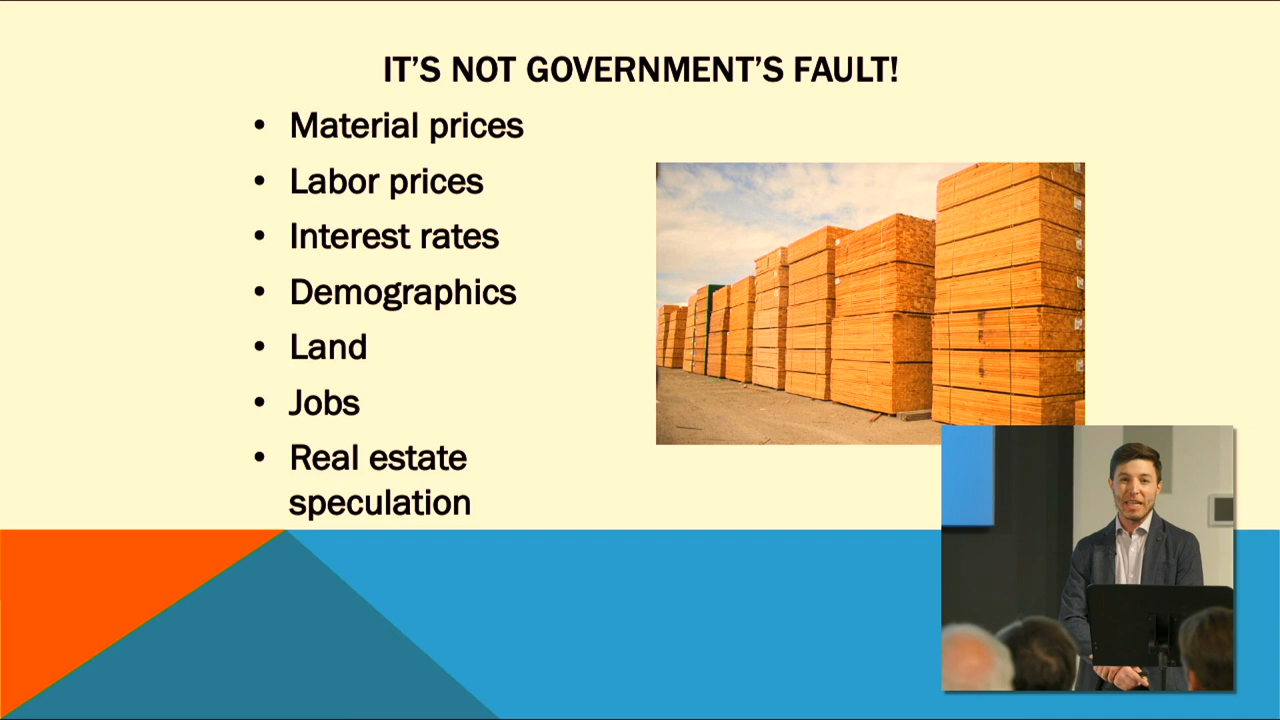 IT’S NOT GOVERNMENT’S FAULT!
• Material prices
• Labor prices
• Interest rates
• Demographics
• Land
• Jobs
• Real estate
speculation